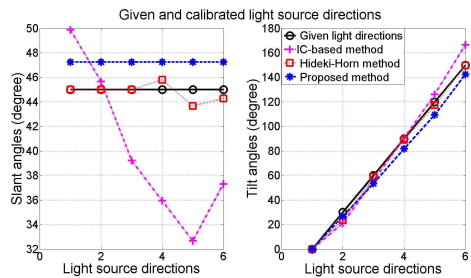 Given and calibrated light source directions
Slant angles (degree)
50
48
46
44
42
40
38
36
34
32
0 2 4 6
Light source directions
Tilt angles (degree)
180
160
140
120
100
80
60
40
20
0
0 2 4 6
Light source directions
Given light directions
IC-based method
Hideki-Horn method
Proposed method